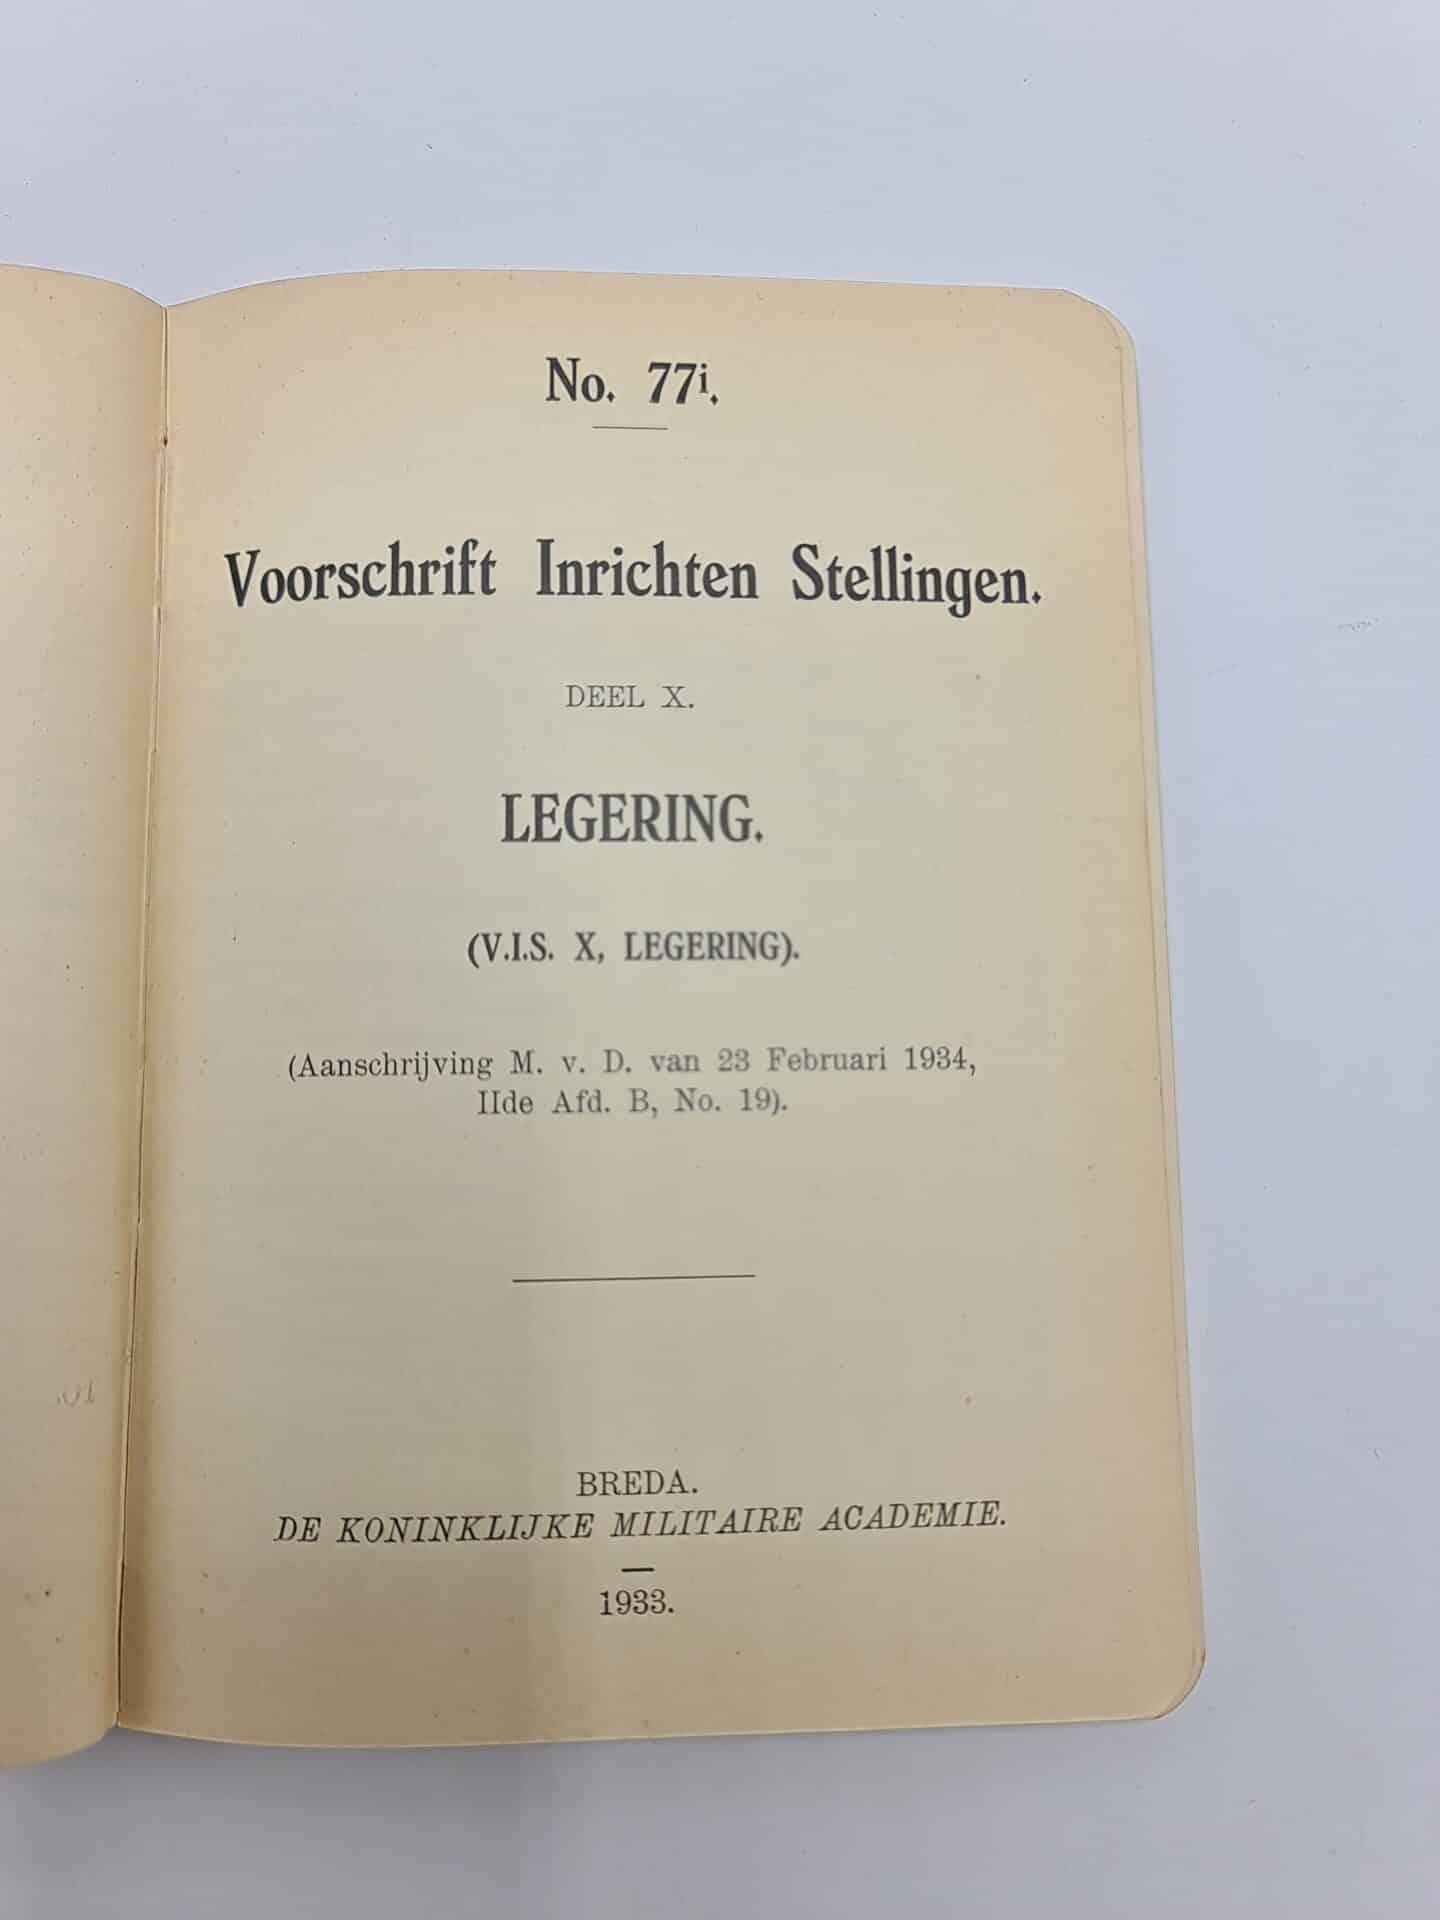 No. 77i.
Voorschrift Inrichten Stellingen.
DEEL X.
LEGERING.
(V.I.S. X, LEGERING).
(Aanschrijving M. v. D. van 23 Februari 1934,
IIde Afd. B, No. 19).
BREDA.
DE KONINKLIJKE MILITAIRE ACADEMIE.
1933.